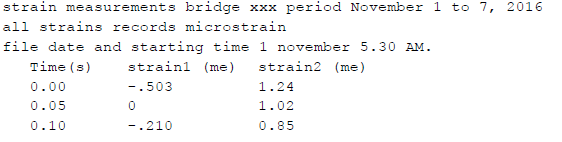 strain measurements bridge xxx period November 1 to 7, 2016
all strains records microstrain
file date and starting time 1 november 5.30 AM.
Time(s) strain1 (me) strain2 (me)
0.00 -.503 1.24
0.05 0 1.02
0.10 -.210 0.85